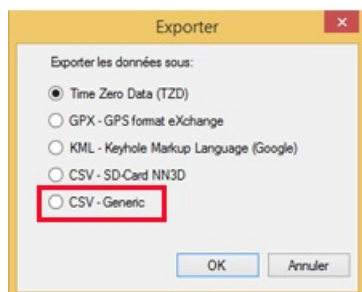 Exporter
Exporter les données sous:
Time Zero Data (TZD)
GPX - GPS format eXchange
KML - Keyhole Markup Language (Google)
CSV - SD-Card NN3D
CSV - Generic
OK
Annuler